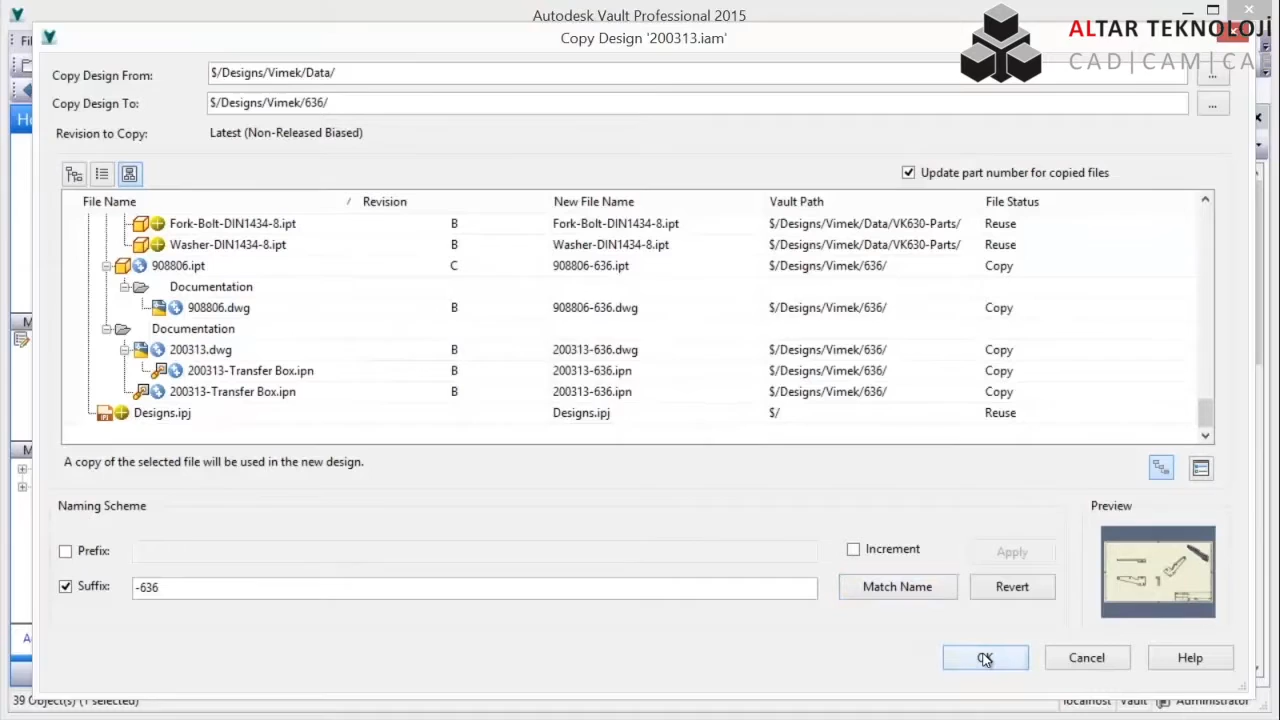 Autodesk Vault Professional 2015
Copy Design '200313.iam'
ALTAR TEKNOLOJİ
CAD|CAM|CA
Copy Design From: $/Designs/Vimek/Data/ ...
Copy Design To: $/Designs/Vimek/636/ ...
Revision to Copy: Latest (Non-Released Biased)
Update part number for copied files
File Name / Revision New File Name Vault Path File Status
Fork-Bolt-DIN1434-8.ipt B Fork-Bolt-DIN1434-8.ipt $/Designs/Vimek/Data/VK630-Parts/ Reuse
Washer-DIN1434-8.ipt B Washer-DIN1434-8.ipt $/Designs/Vimek/Data/VK630-Parts/ Reuse
908806.ipt C 908806-636.ipt $/Designs/Vimek/636/ Copy
Documentation
908806.dwg B 908806-636.dwg $/Designs/Vimek/636/ Copy
Documentation
200313.dwg B 200313-636.dwg $/Designs/Vimek/636/ Copy
200313-Transfer Box.ipn B 200313-636.ipn $/Designs/Vimek/636/ Copy
200313-Transfer Box.ipn B 200313-636.ipn $/Designs/Vimek/636/ Copy
Designs.ipj Designs.ipj $/ Reuse
A copy of the selected file will be used in the new design.
Naming Scheme
Preview
Prefix:
Increment
Apply
Suffix: -636
Match Name
Revert
OK
Cancel
Help
39 Object(s) (1 selected)
localhost Vault Administrator